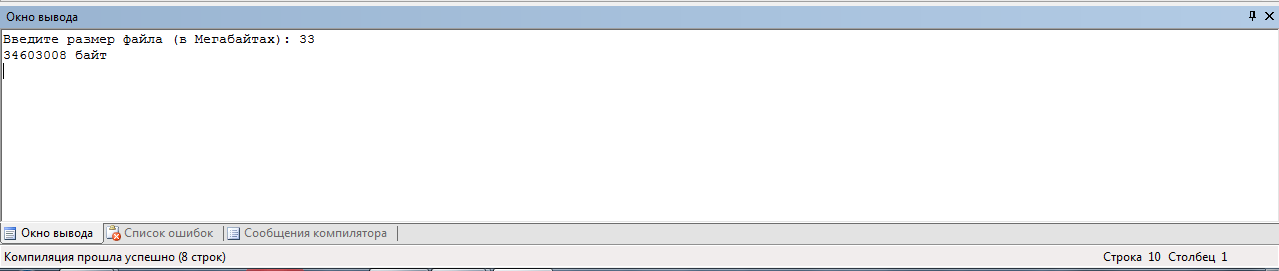 Окно вывода
Введите размер файла (в Мегабайтах): 33
34603008 байт
Окно вывода Список ошибок Сообщения компилятора
Компиляция прошла успешно (8 строк) Строка 10 Столбец 1